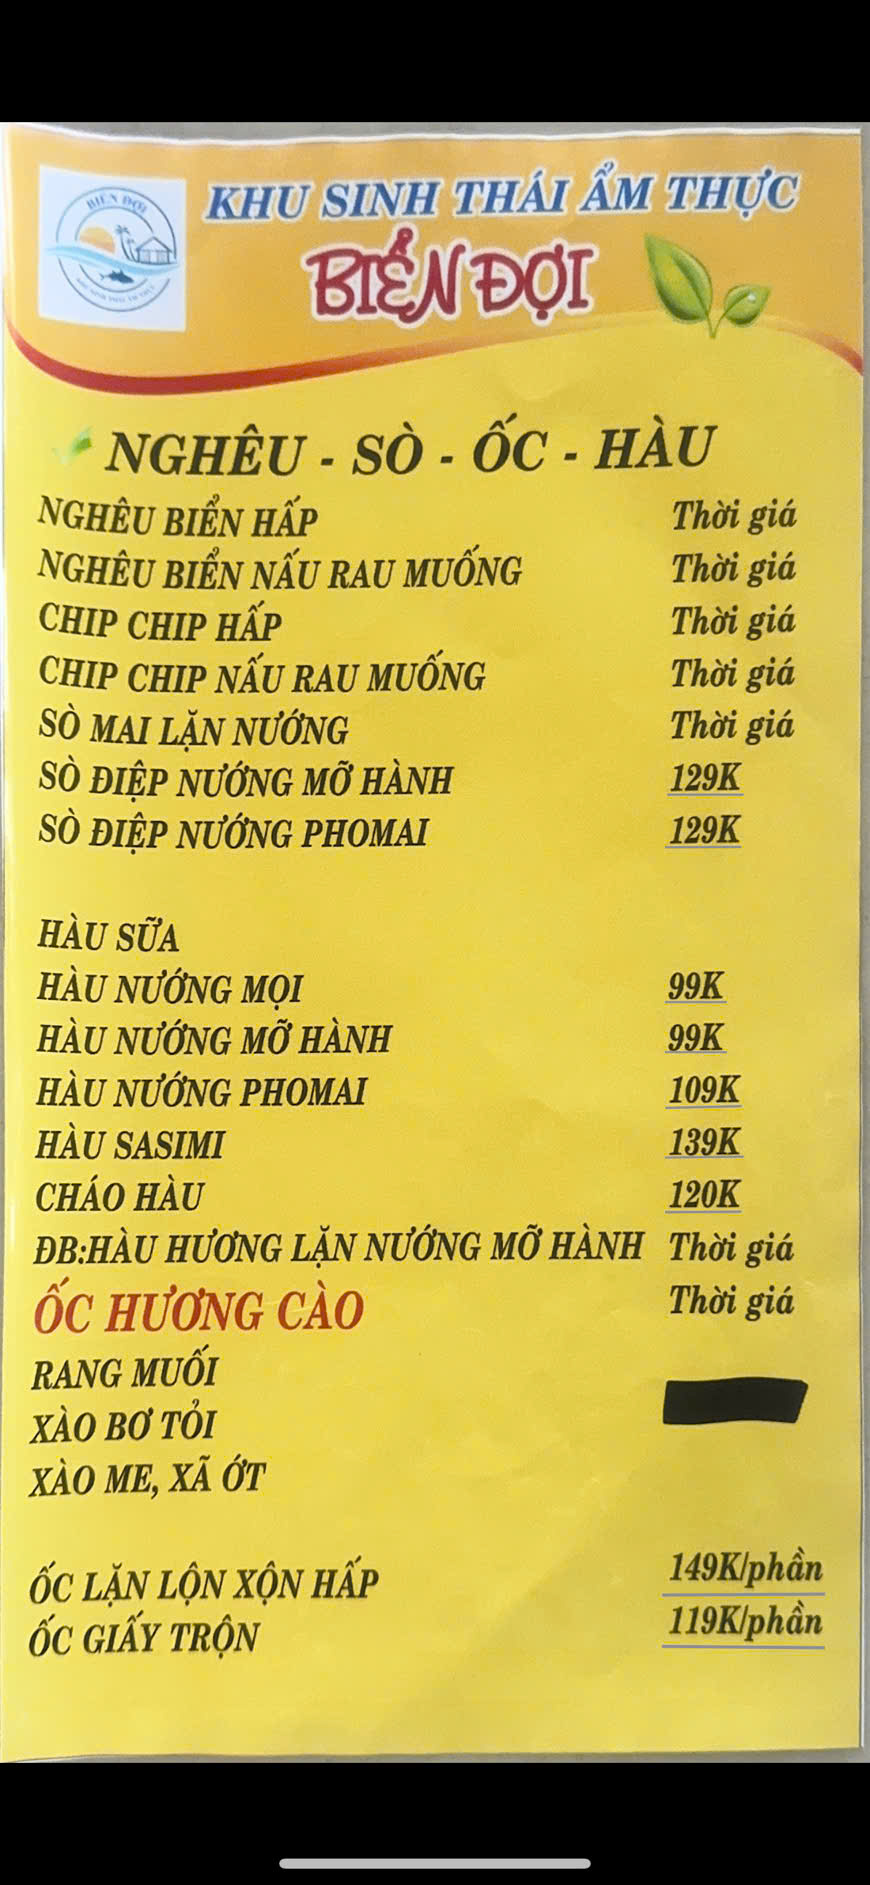 BIỂN ĐỢI
KHU SINH THÁI ẨM THỰC
BIỂN ĐỢI
NGHÊU - SÒ - ỐC - HÀU
NGHÊU BIỂN HẤP Thời giá
NGHÊU BIỂN NẤU RAU MUỐNG Thời giá
CHIP CHIP HẤP Thời giá
CHIP CHIP NẤU RAU MUỐNG Thời giá
SÒ MAI LẶN NƯỚNG Thời giá
SÒ ĐIỆP NƯỚNG MỠ HÀNH 129K
SÒ ĐIỆP NƯỚNG PHOMAI 129K
HÀU SỮA
HÀU NƯỚNG MỌI 99K
HÀU NƯỚNG MỠ HÀNH 99K
HÀU NƯỚNG PHOMAI 109K
HÀU SASIMI 139K
CHÁO HÀU 120K
ĐB:HÀU HƯƠNG LẶN NƯỚNG MỠ HÀNH Thời giá
ỐC HƯƠNG CÀO Thời giá
RANG MUỐI
XÀO BƠ TỎI
XÀO ME, XÃ ỚT
ỐC LẶN LỘN XỘN HẤP 149K/phần
ỐC GIẤY TRỘN 119K/phần